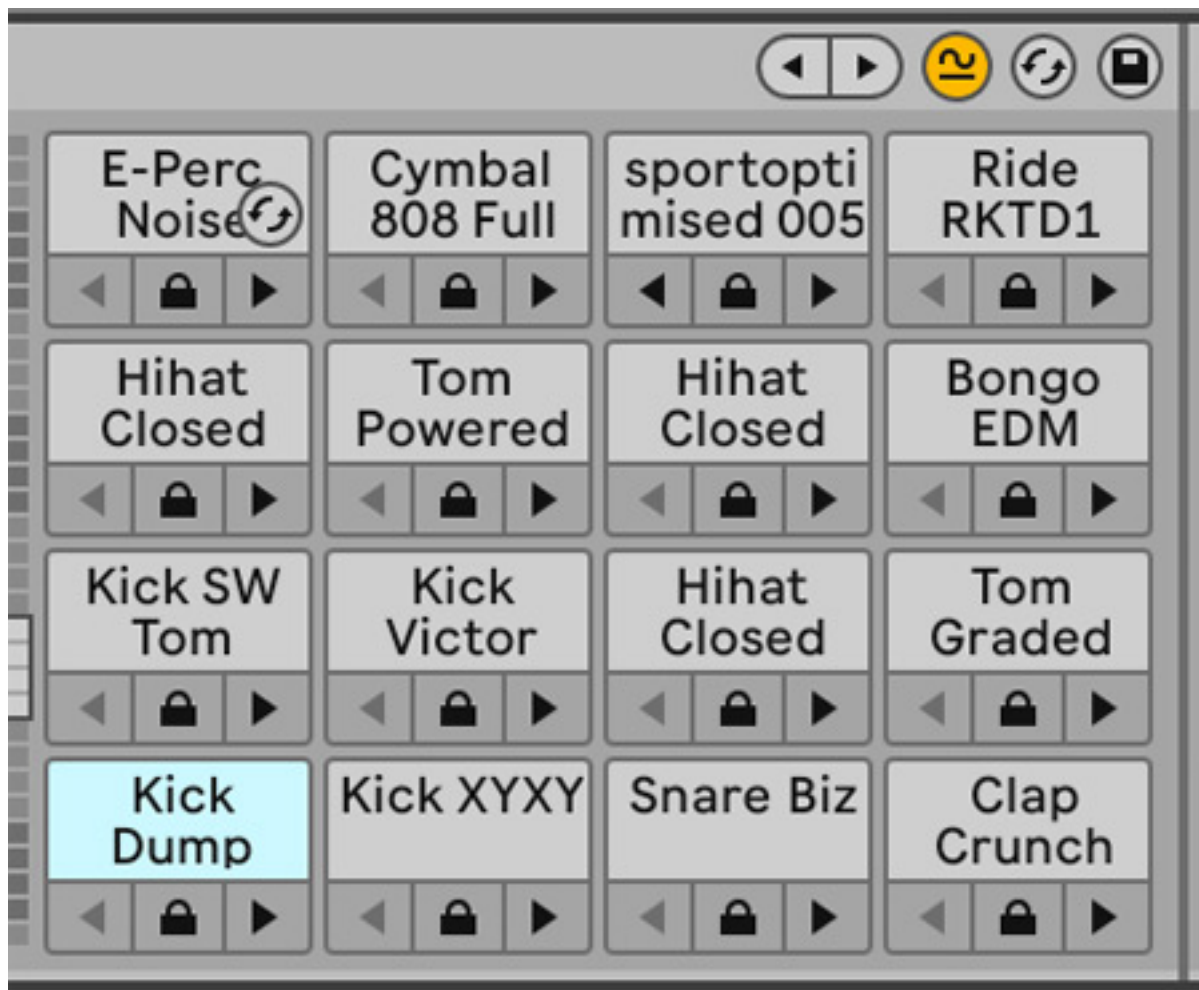 E-Perc
Noise
Cymbal
808 Full
sportopti
mised 005
Ride
RKTD1
Hihat
Closed
Tom
Powered
Hihat
Closed
Bongo
EDM
Kick SW
Tom
Kick
Victor
Hihat
Closed
Tom
Graded
Kick
Dump
Kick XYXY
Snare Biz
Clap
Crunch